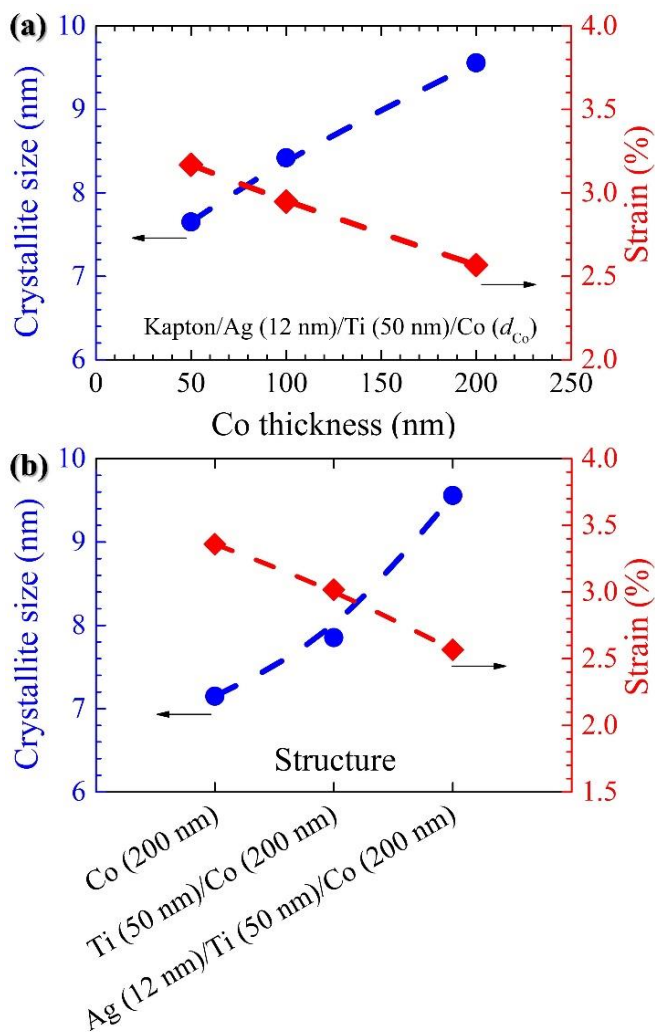 (a)
10
9
8
7
6
Crystallite size (nm)
4.0
3.5
3.0
2.5
2.0
Strain (%)
Kapton/Ag (12 nm)/Ti (50 nm)/Co (dCo)
0 50 100 150 200 250
Co thickness (nm)
(b)
10
9
8
7
6
Crystallite size (nm)
4.0
3.5
3.0
2.5
2.0
1.5
Strain (%)
Structure
Co (200 nm)
Ti (50 nm)/Co (200 nm)
Ag (12 nm)/Ti (50 nm)/Co (200 nm)